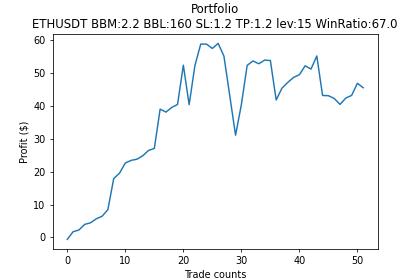 Portfolio
ETHUSDT BBM:2.2 BBL:160 SL:1.2 TP:1.2 lev:15 WinRatio:67.0
60
50
40
30
20
10
0
Profit ($)
0 10 20 30 40 50
Trade counts